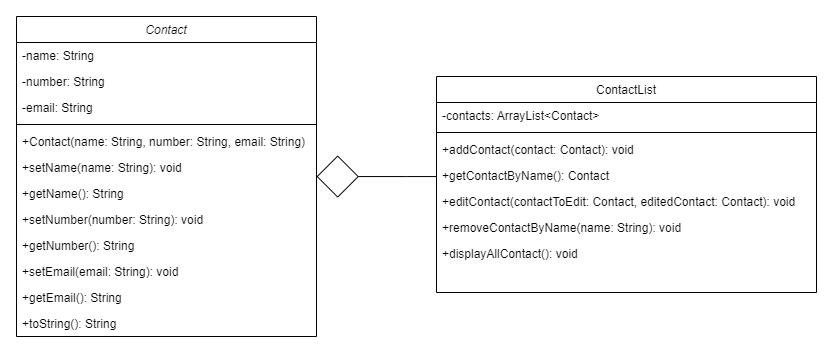 Contact
-name: String
-number: String
-email: String
+Contact(name: String, number: String, email: String)
+setName(name: String): void
+getName(): String
+setNumber(number: String): void
+getNumber(): String
+setEmail(email: String): void
+getEmail(): String
+toString(): String
ContactList
-contacts: ArrayList<Contact>
+addContact(contact: Contact): void
+getContactByName(): Contact
+editContact(contactToEdit: Contact, editedContact: Contact): void
+removeContactByName(name: String): void
+displayAllContact(): void